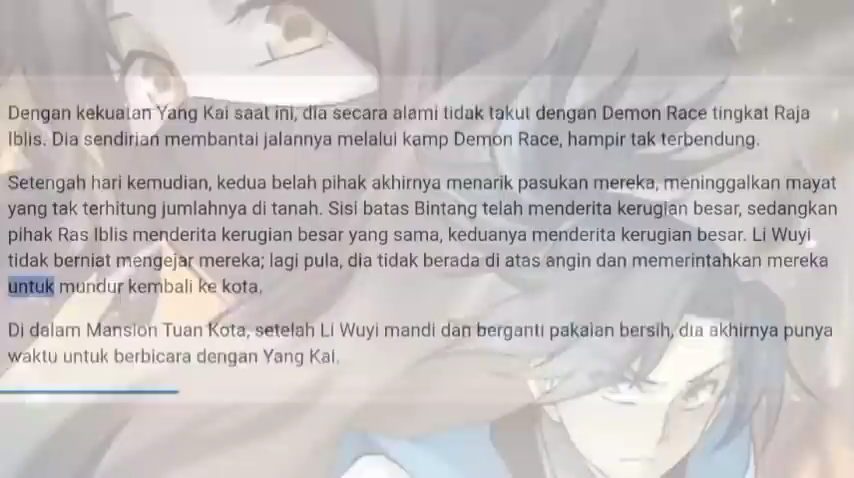 Dengan kekuatan Yang Kai saat ini, dia secara alami tidak takut dengan Demon Race tingkat Raja
Iblis. Dia sendirian membantai jalannya melalui kamp Demon Race, hampir tak terbendung.
Setengah hari kemudian, kedua belah pihak akhirnya menarik pasukan mereka, meninggalkan mayat
yang tak terhitung jumlahnya di tanah. Sisi batas Bintang telah menderita kerugian besar, sedangkan
pihak Ras Iblis menderita kerugian besar yang sama, keduanya menderita kerugian besar. Li Wuyi
tidak berniat mengejar mereka; lagi pula, dia tidak berada di atas angin dan memerintahkan mereka
untuk mundur kembali ke kota.
Di dalam Mansion Tuan Kota, setelah Li Wuyi mandi dan berganti pakaian bersih, dia akhirnya punya
waktu untuk berbicara dengan Yang Kai.